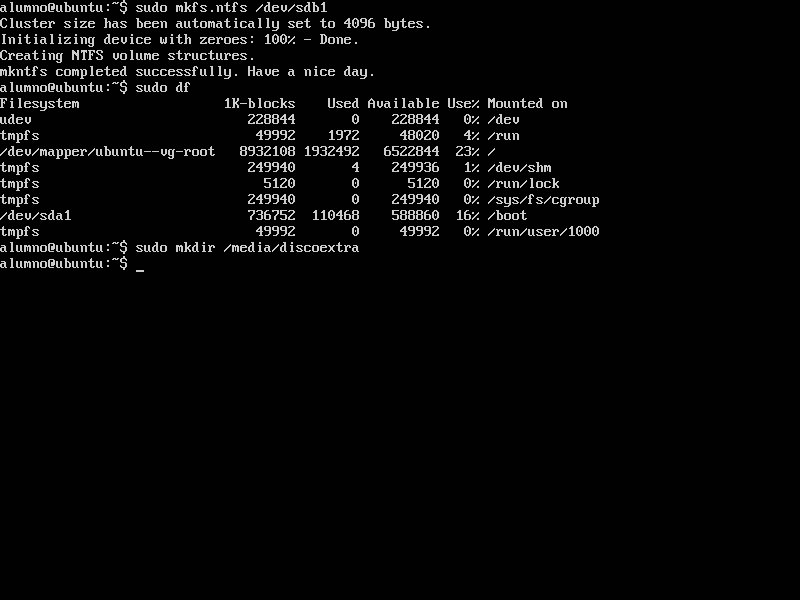 alumno@ubuntu:~$ sudo mkfs.ntfs /dev/sdb1
Cluster size has been automatically set to 4096 bytes.
Initializing device with zeroes: 100% - Done.
Creating NTFS volume structures.
mkntfs completed successfully. Have a nice day.
alumno@ubuntu:~$ sudo df
Filesystem                  1K-blocks    Used Available Use% Mounted on
udev                           228844       0    228844   0% /dev
tmpfs                           49992    1972     48020   4% /run
/dev/mapper/ubuntu--vg-root   8932108 1932492   6522844  23% /
tmpfs                          249940       4    249936   1% /dev/shm
tmpfs                            5120       0      5120   0% /run/lock
tmpfs                          249940       0    249940   0% /sys/fs/cgroup
/dev/sda1                      736752  110468    588860  16% /boot
tmpfs                           49992       0     49992   0% /run/user/1000
alumno@ubuntu:~$ sudo mkdir /media/discoextra
alumno@ubuntu:~$ _